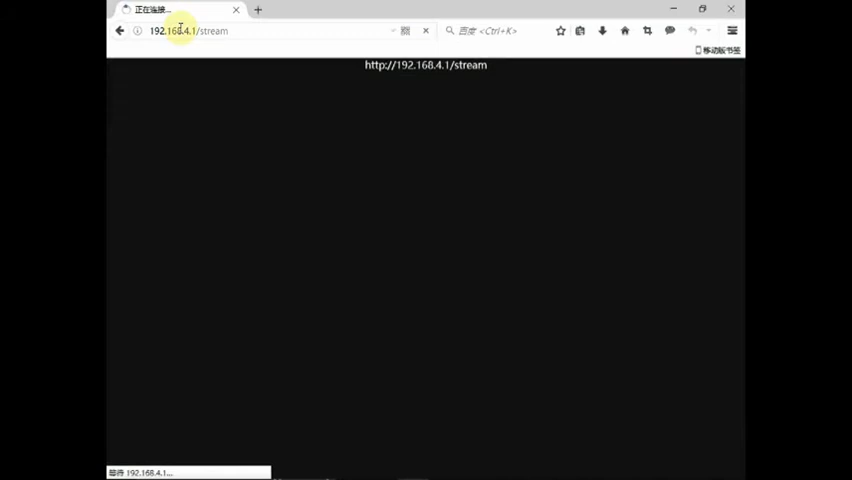 正在连接...
192.168.4.1/stream
百度 <Ctrl+K>
移动版书签
http://192.168.4.1/stream
等待 192.168.4.1...